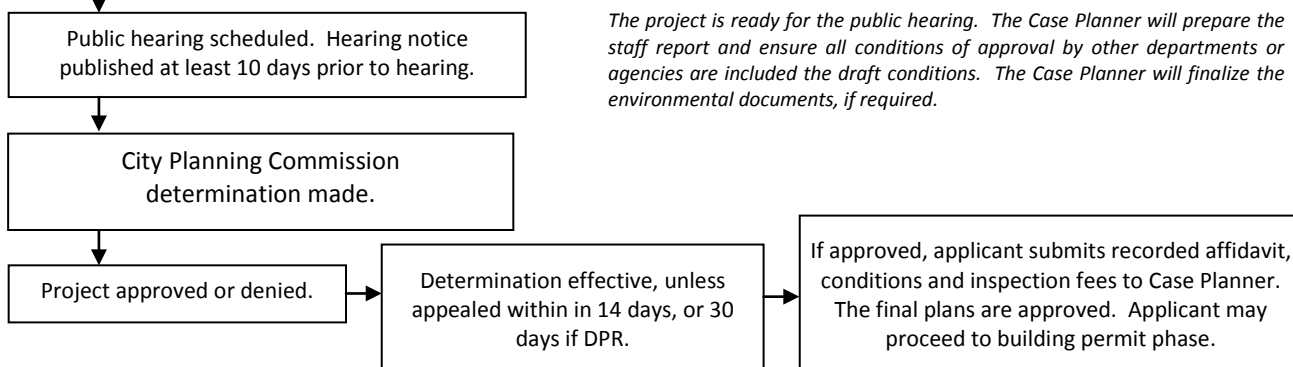 Public hearing scheduled.  Hearing notice
published at least 10 days prior to hearing.
The project is ready for the public hearing.  The Case Planner will prepare the
staff report and ensure all conditions of approval by other departments or
agencies are included the draft conditions.  The Case Planner will finalize the
environmental documents, if required.
City Planning Commission
determination made.
Project approved or denied.
Determination effective, unless
appealed within in 14 days, or 30
days if DPR.
If approved, applicant submits recorded affidavit,
conditions and inspection fees to Case Planner.
The final plans are approved.  Applicant may
proceed to building permit phase.